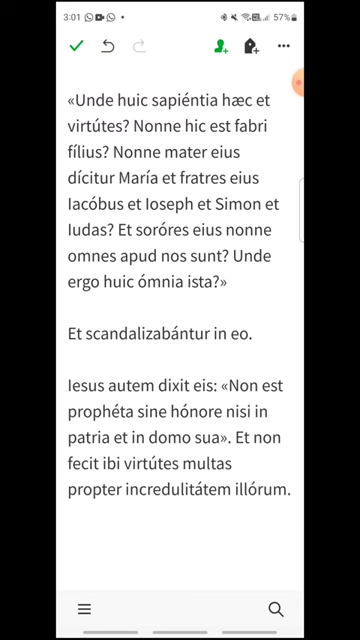 3:01
57%
«Unde huic sapiéntia hæc et
virtútes? Nonne hic est fabri
fílius? Nonne mater eius
dícitur María et fratres eius
Iacóbus et Ioseph et Simon et
Iudas? Et soróres eius nonne
omnes apud nos sunt? Unde
ergo huic ómnia ista?»
Et scandalizabántur in eo.
Iesus autem dixit eis: «Non est
prophéta sine hónore nisi in
patria et in domo sua». Et non
fecit ibi virtútes multas
propter incredulitátem illórum.